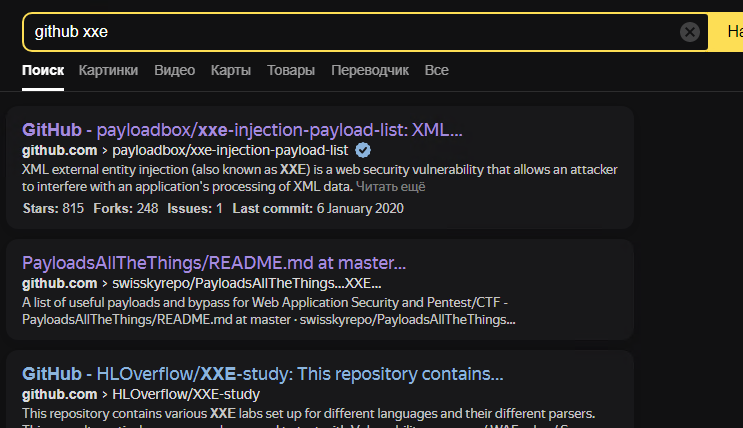 github xxe
На
Поиск Картинки Видео Карты Товары Переводчик Все
GitHub - payloadbox/xxe-injection-payload-list: XML...
github.com › payloadbox/xxe-injection-payload-list
XML external entity injection (also known as XXE) is a web security vulnerability that allows an attacker
to interfere with an application's processing of XML data. Читать ещё
Stars: 815 Forks: 248 Issues: 1 Last commit: 6 January 2020
PayloadsAllTheThings/README.md at master...
github.com › swisskyrepo/PayloadsAllTheThings...XXE...
A list of useful payloads and bypass for Web Application Security and Pentest/CTF -
PayloadsAllTheThings/README.md at master · swisskyrepo/PayloadsAllTheThings...
GitHub - HLOverflow/XXE-study: This repository contains...
github.com › HLOverflow/XXE-study
This repository contains various XXE labs set up for different languages and their different parsers.